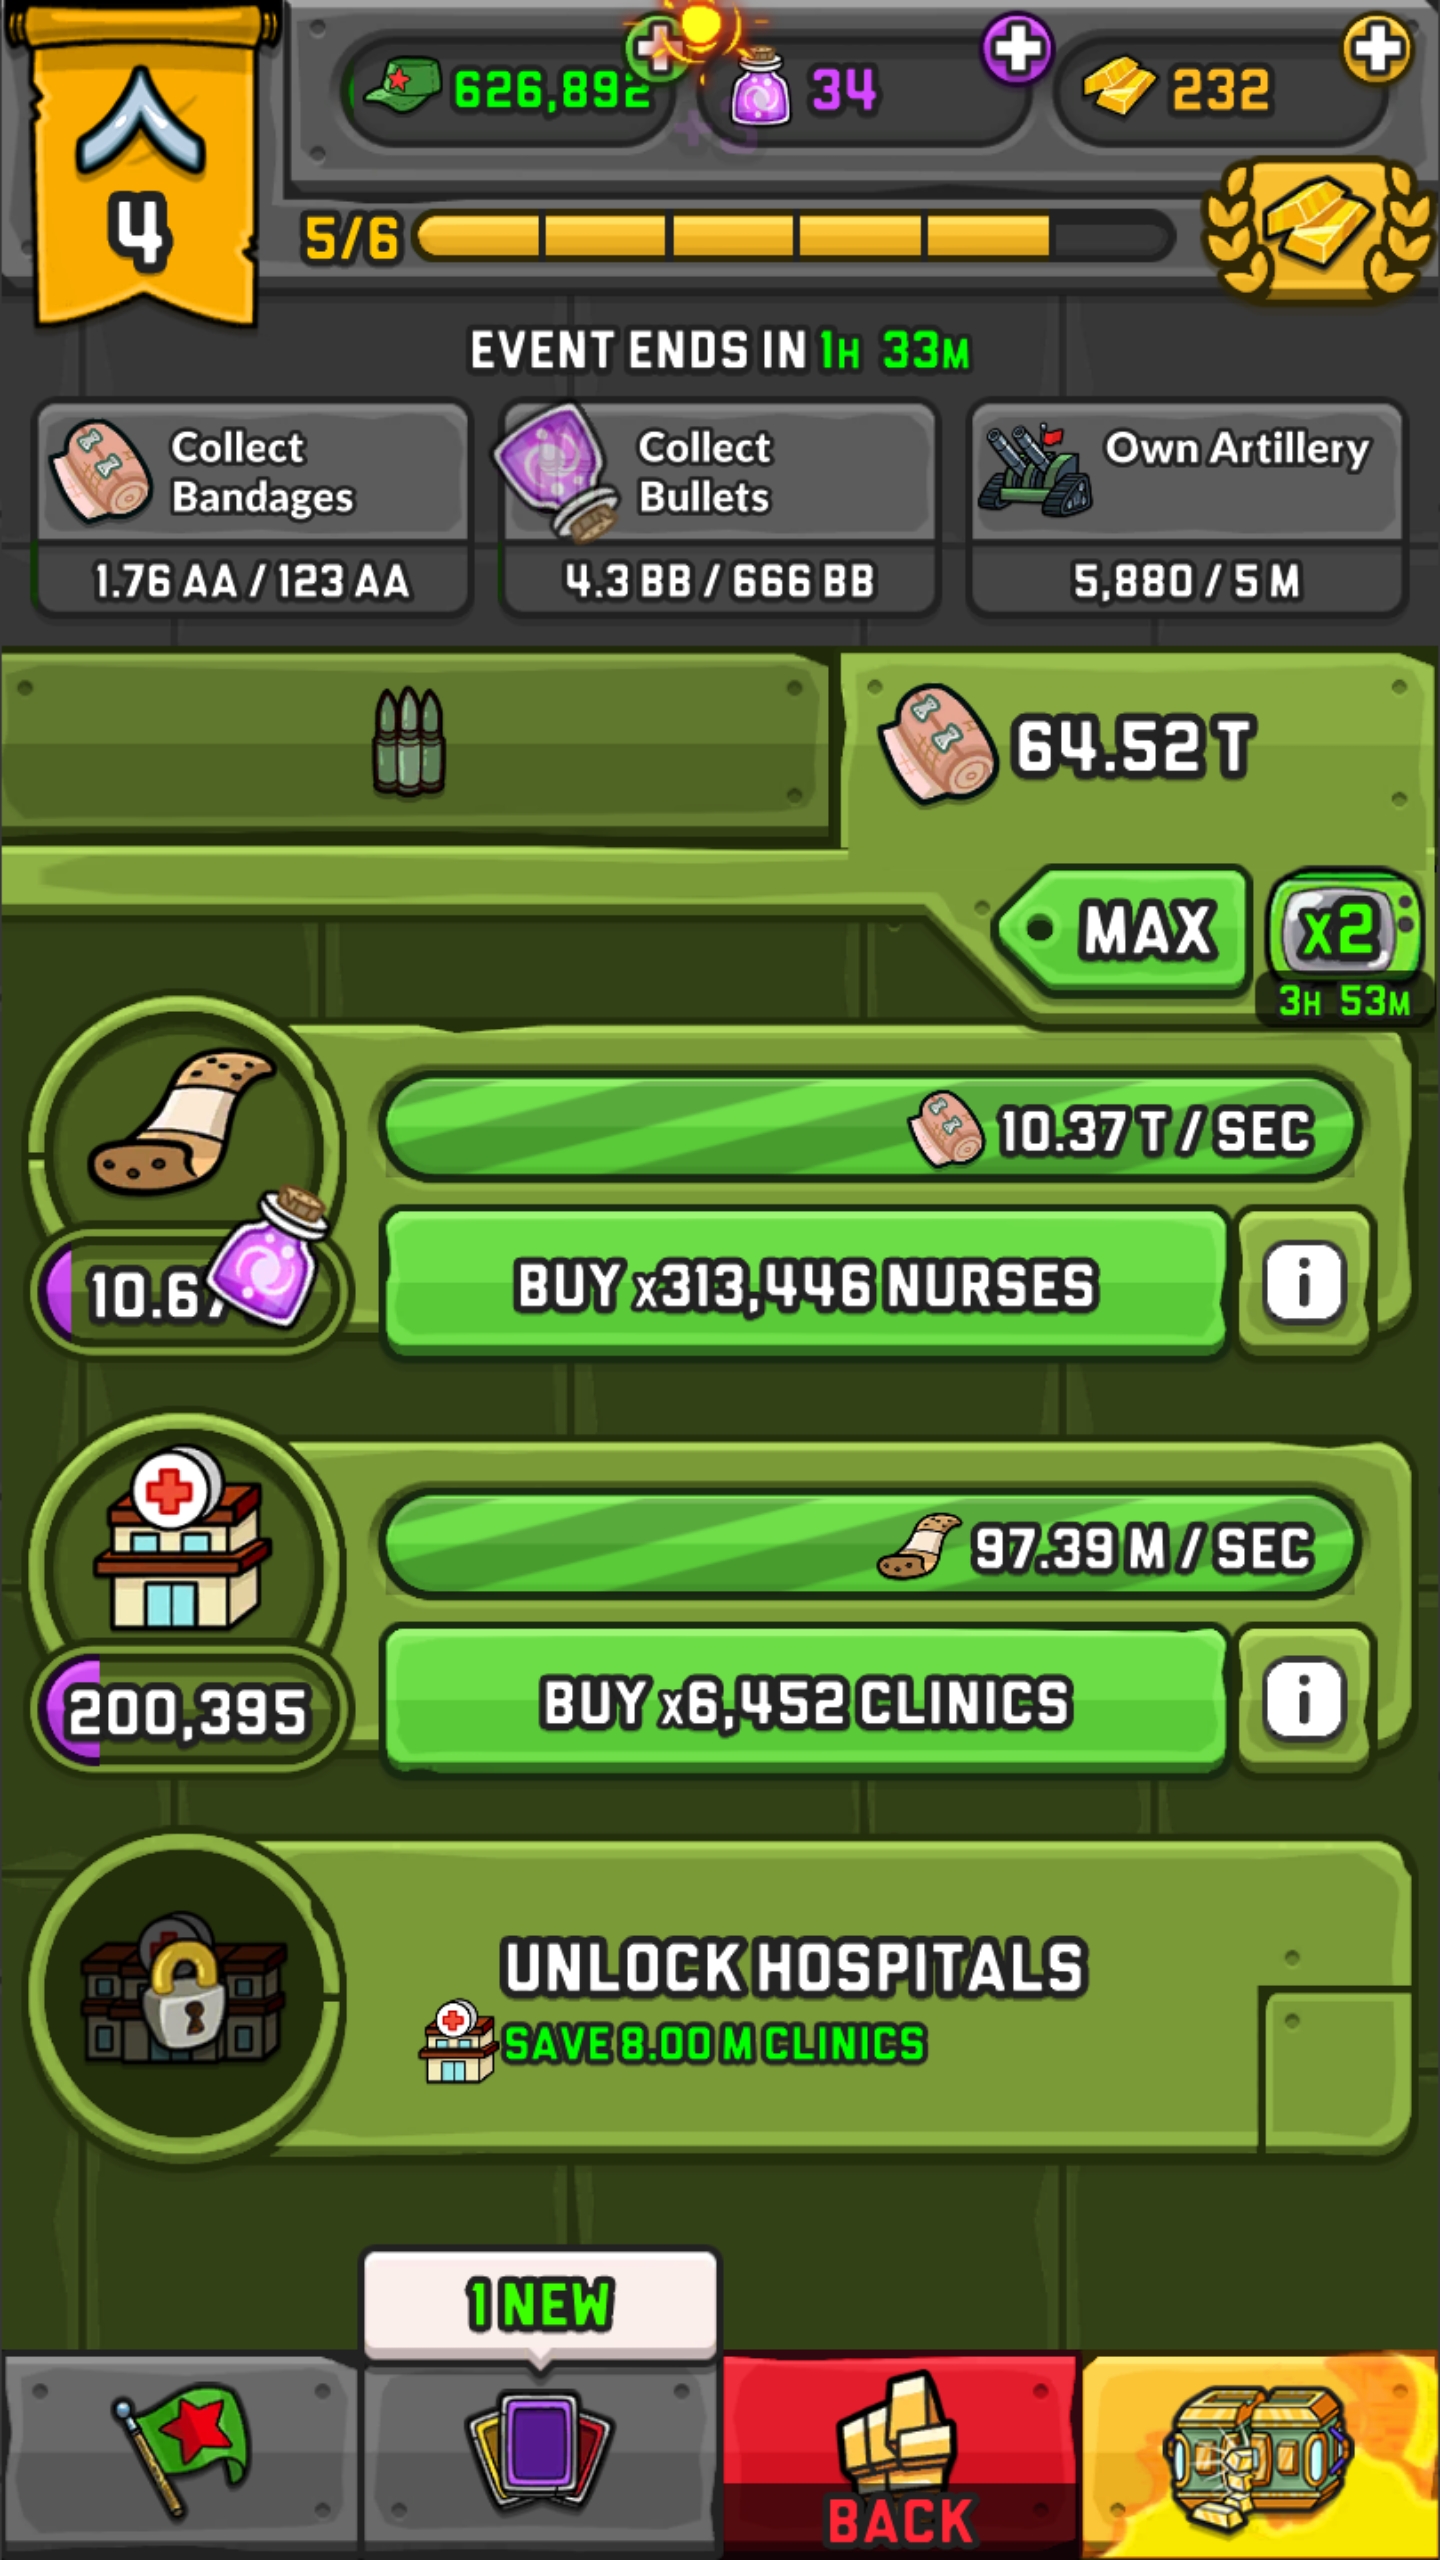 626,892
34
232
4
5/6
EVENT ENDS IN 1H 33M
Collect
Bandages
1.76 AA / 123 AA
Collect
Bullets
4.3 BB / 666 BB
Own Artillery
5,880 / 5 M
64.52 T
MAX
x2
3H 53M
10.37 T / SEC
10.6
BUY x313,446 NURSES
i
97.39 M / SEC
200,395
BUY x6,452 CLINICS
i
UNLOCK HOSPITALS
SAVE 8.00 M CLINICS
1 NEW
BACK